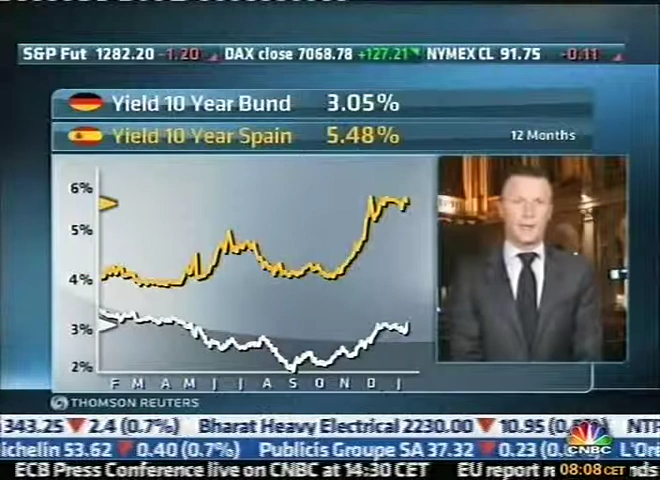 S&P Fut 1282.20 -1.20 DAX close 7068.78 +127.21 NYMEX CL 91.75 -0.11
Yield 10 Year Bund 3.05%
Yield 10 Year Spain 5.48% 12 Months
6%
5%
4%
3%
2%
F M A M J J A S O N D J
THOMSON REUTERS
343.25 2.4 (0.7%) Bharat Heavy Electrical 2230.00 10.95 NTP
ichelin 53.62 0.40 (0.7%) Publicis Groupe SA 37.32 0.23 L'Or
CNBC
ECB Press Conference live on CNBC at 14:30 CET EU report 08:08 CET nds